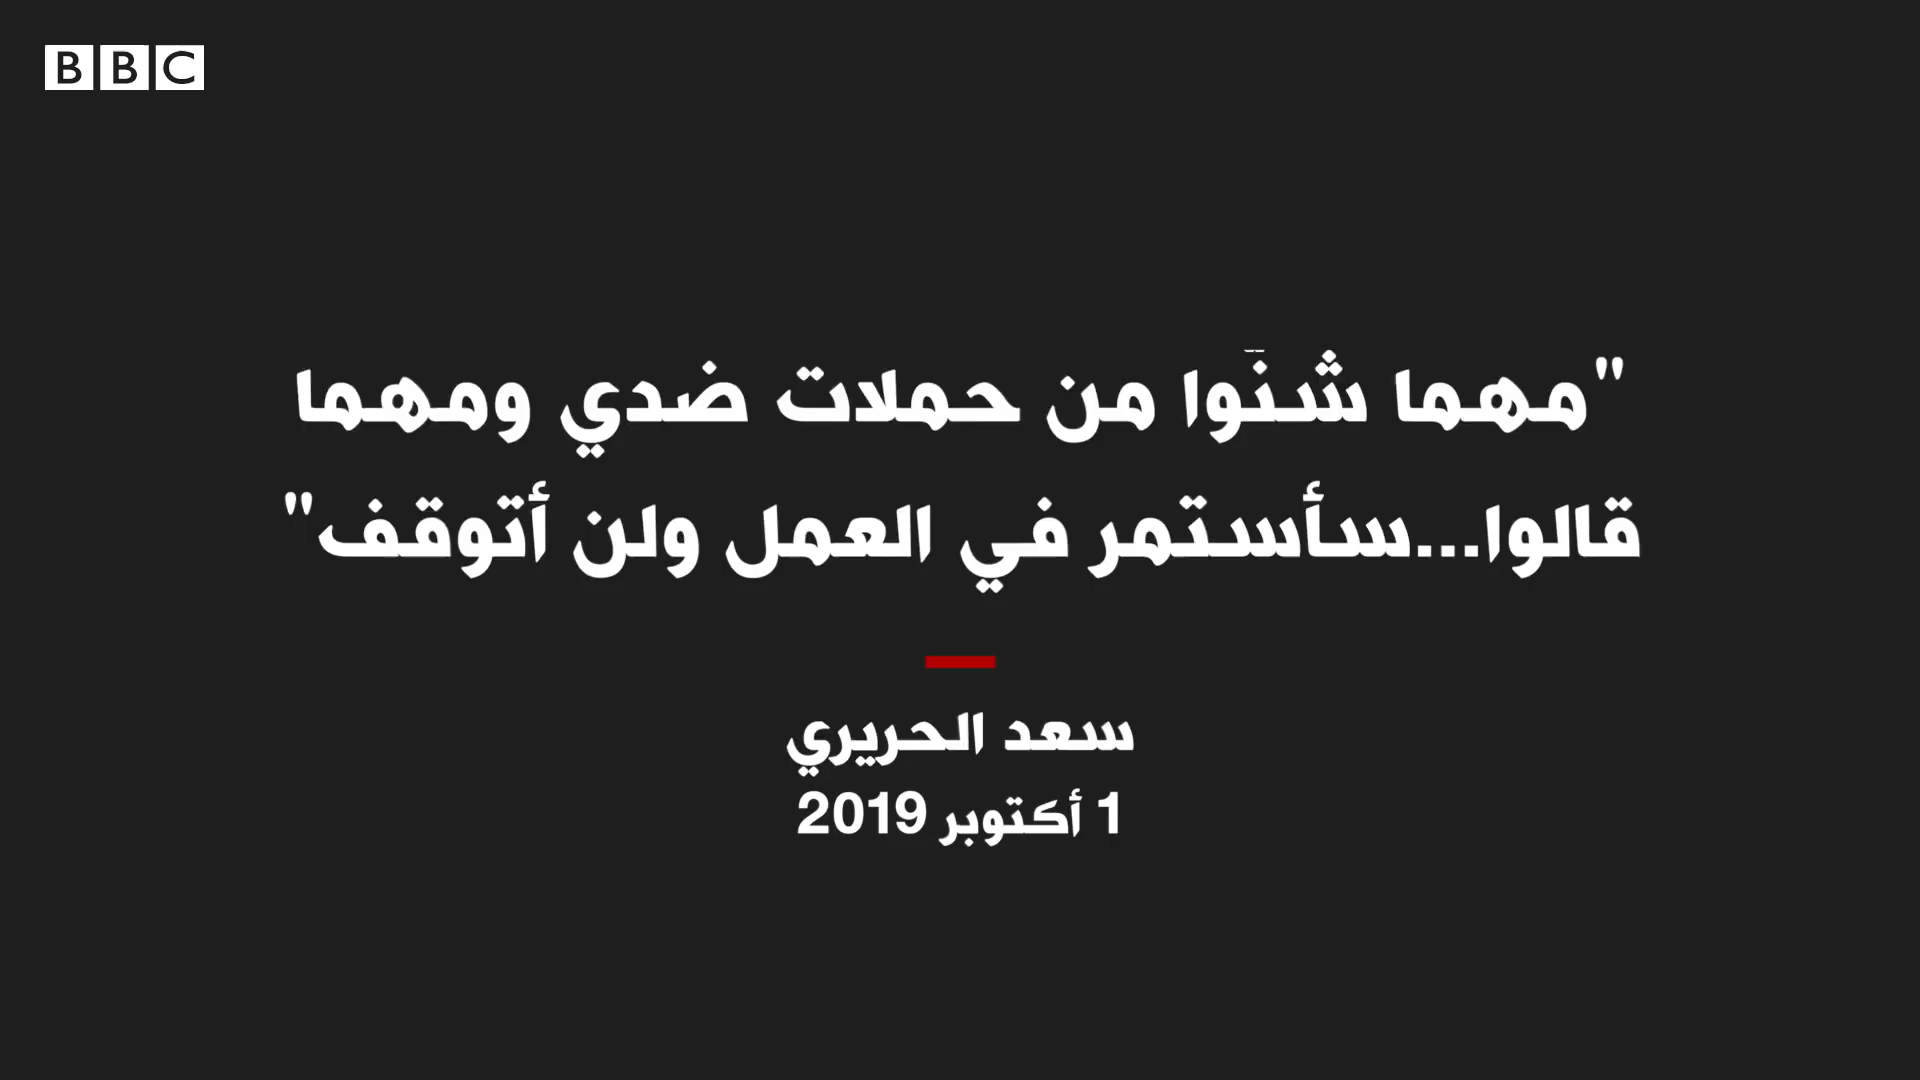 BBC
"مهما شنّوا من حملات ضدي ومهما
قالوا...سأستمر في العمل ولن أتوقف"
سعد الحريري
1 أكتوبر 2019